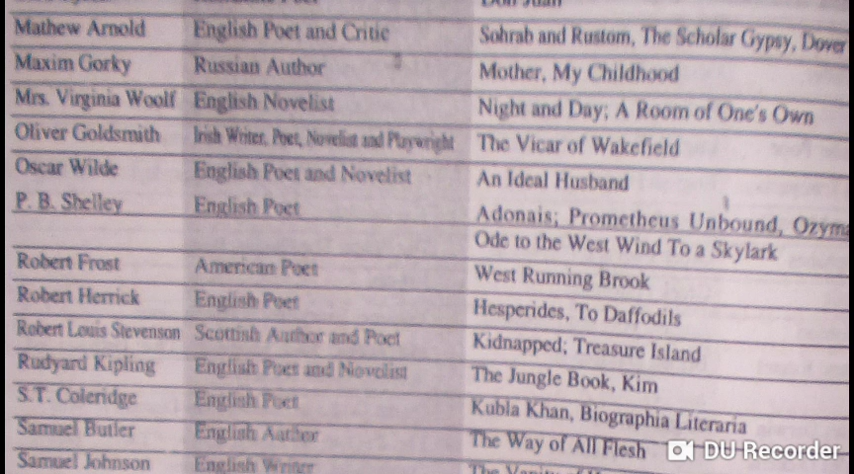 Don Juan
Mathew Arnold English Poet and Critic Sohrab and Rustom, The Scholar Gypsy, Dover
Maxim Gorky Russian Author Mother, My Childhood
Mrs. Virginia Woolf English Novelist Night and Day; A Room of One's Own
Oliver Goldsmith Irish Writer, Poet, Novelist and Playwright The Vicar of Wakefield
Oscar Wilde English Poet and Novelist An Ideal Husband
P. B. Shelley English Poet Adonais; Prometheus Unbound, Ozyma
Ode to the West Wind To a Skylark
Robert Frost American Poet West Running Brook
Robert Herrick English Poet Hesperides, To Daffodils
Robert Louis Stevenson Scottish Author and Poet Kidnapped; Treasure Island
Rudyard Kipling English Poet and Novelist The Jungle Book, Kim
S.T. Coleridge English Poet Kubla Khan, Biographia Literaria
Samuel Butler English Author The Way of All Flesh
Samuel Johnson English Writer The Vanity of
DU Recorder